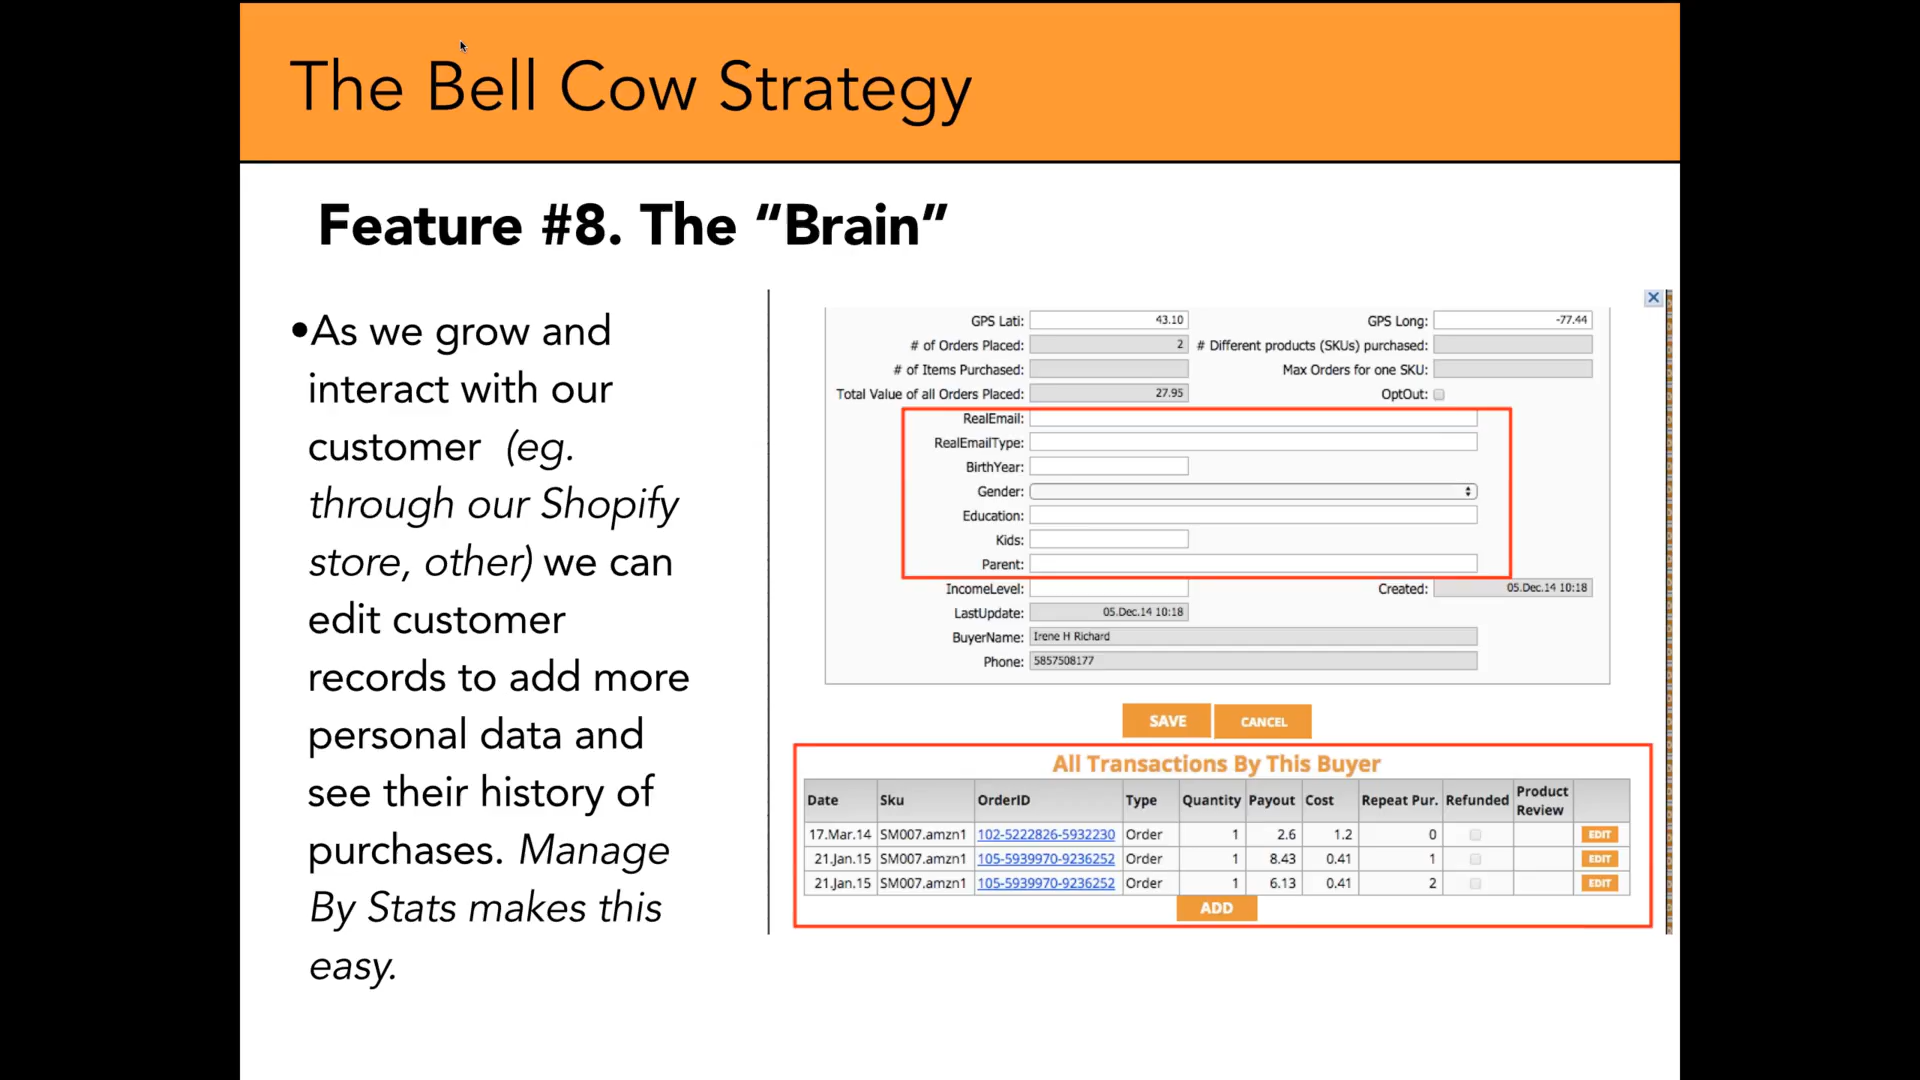 The Bell Cow Strategy
Feature #8. The “Brain”
•As we grow and
interact with our
customer (eg.
through our Shopify
store, other) we can
edit customer
records to add more
personal data and
see their history of
purchases. Manage
By Stats makes this
easy.
GPS Lati: 43.10 GPS Long: -77.44
# of Orders Placed: 2 # Different products (SKUs) purchased:
# of Items Purchased: Max Orders for one SKU:
Total Value of all Orders Placed: 27.95 OptOut:
RealEmail:
RealEmailType:
BirthYear:
Gender:
Education:
Kids:
Parent:
IncomeLevel: Created: 05.Dec.14 10:18
LastUpdate: 05.Dec.14 10:18
BuyerName: Irene H Richard
Phone: 5857508177
SAVE CANCEL
All Transactions By This Buyer
Date Sku OrderID Type Quantity Payout Cost Repeat Pur. Refunded Product Review
17.Mar.14 SM007.amzn1 102-5222826-5932230 Order 1 2.6 1.2 0 EDIT
21.Jan.15 SM007.amzn1 105-5939970-9236252 Order 1 8.43 0.41 1 EDIT
21.Jan.15 SM007.amzn1 105-5939970-9236252 Order 1 6.13 0.41 2 EDIT
ADD